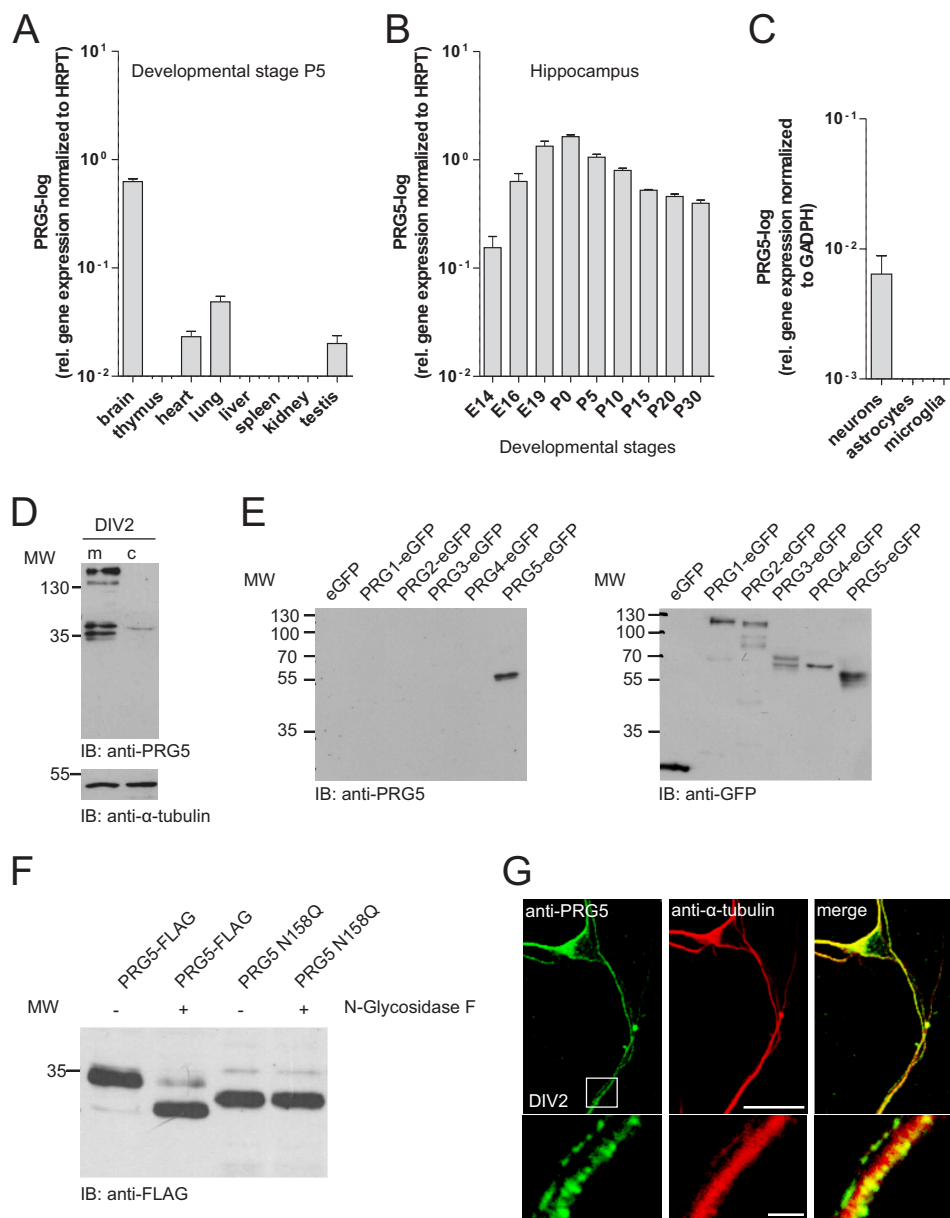 A
Developmental stage P5
PRG5-log
(rel. gene expression normalized to HRPT)
10^1
10^0
10^-1
10^-2
brain
thymus
heart
lung
liver
spleen
kidney
testis
B
Hippocampus
PRG5-log
(rel. gene expression normalized to HRPT)
10^1
10^0
10^-1
10^-2
E14
E16
E19
P0
P5
P10
P15
P20
P30
Developmental stages
C
PRG5-log
(rel. gene expression normalized
to GADPH)
10^-1
10^-2
10^-3
neurons
astrocytes
microglia
D
DIV2
MW
m c
130
35
IB: anti-PRG5
55
IB: anti-α-tubulin
E
MW
eGFP
PRG1-eGFP
PRG2-eGFP
PRG3-eGFP
PRG4-eGFP
PRG5-eGFP
130
100
70
55
35
IB: anti-PRG5
MW
eGFP
PRG1-eGFP
PRG2-eGFP
PRG3-eGFP
PRG4-eGFP
PRG5-eGFP
130
100
70
55
35
IB: anti-GFP
F
PRG5-FLAG
PRG5-FLAG
PRG5 N158Q
PRG5 N158Q
MW - + - + N-Glycosidase F
35
IB: anti-FLAG
G
anti-PRG5
anti-α-tubulin
merge
DIV2